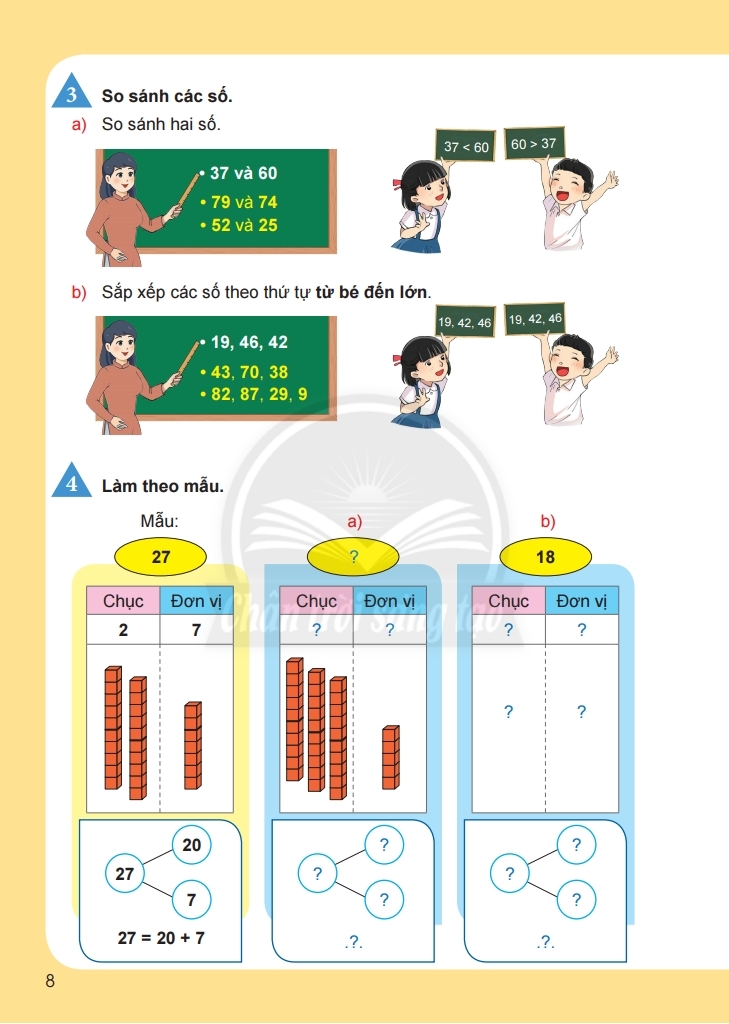 3 So sánh các số.
a) So sánh hai số.
• 37 và 60
• 79 và 74
• 52 và 25
37 < 60
60 > 37
b) Sắp xếp các số theo thứ tự từ bé đến lớn.
• 19, 46, 42
• 43, 70, 38
• 82, 87, 29, 9
19, 42, 46
19, 42, 46
4 Làm theo mẫu.
Mẫu: a) b)
27 ? 18
Chục Đơn vị Chục Đơn vị Chục Đơn vị
2 7 ? ? ? ?
? ?
Chân trời sáng tạo
20 ? ?
27 ? ?
7 ? ?
27 = 20 + 7 .?. .?.
8